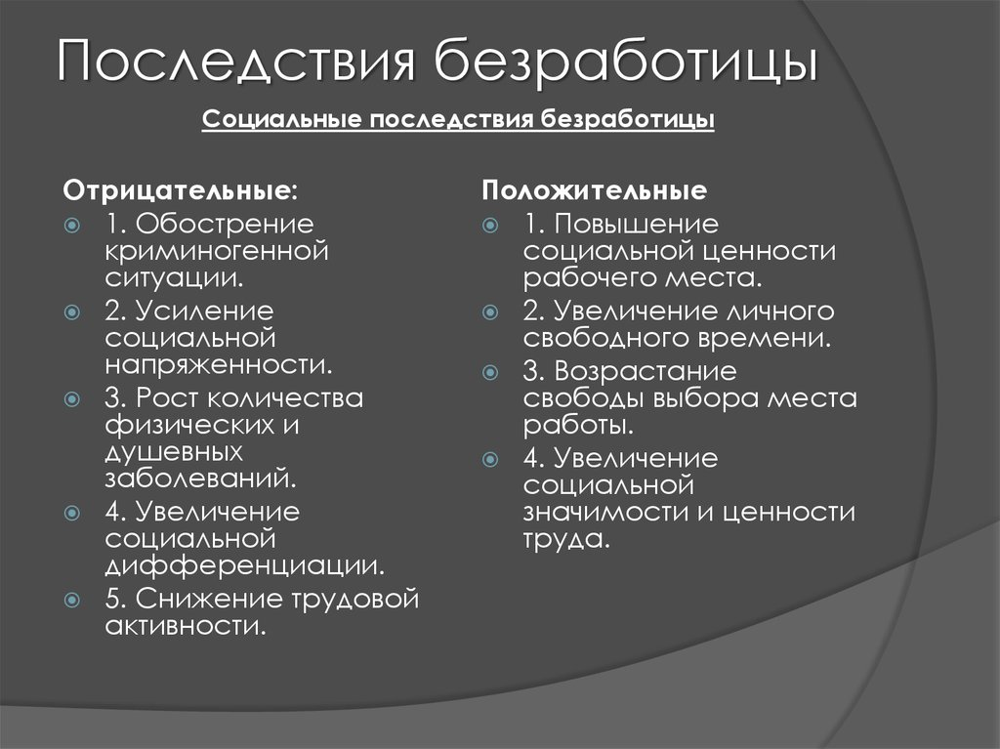 Последствия безработицы
Социальные последствия безработицы
Отрицательные:
1. Обострение
криминогенной
ситуации.
2. Усиление
социальной
напряженности.
3. Рост количества
физических и
душевных
заболеваний.
4. Увеличение
социальной
дифференциации.
5. Снижение трудовой
активности.
Положительные
1. Повышение
социальной ценности
рабочего места.
2. Увеличение личного
свободного времени.
3. Возрастание
свободы выбора места
работы.
4. Увеличение
социальной
значимости и ценности
труда.